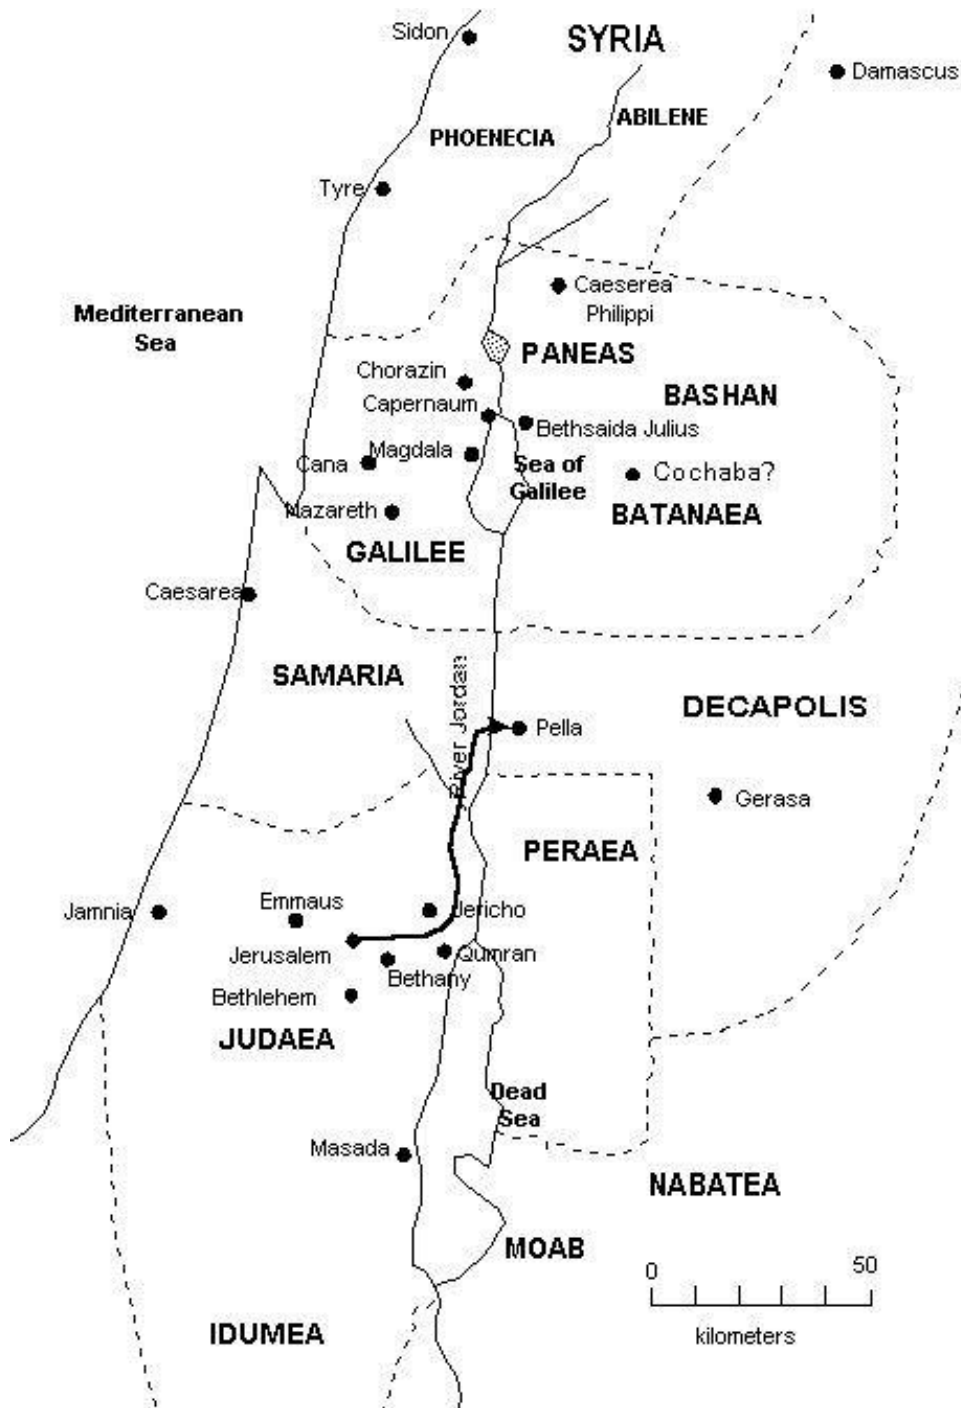 Sidon
SYRIA
Damascus
ABILENE
PHOENECIA
Tyre
Caeserea
Philippi
Mediterranean
Sea
PANEAS
Chorazin
BASHAN
Capernaum
Bethsaida Julius
Magdala
Cana
Sea of
Galilee
Cochaba?
Nazareth
BATANAEA
GALILEE
Caesarea
SAMARIA
River Jordan
DECAPOLIS
Pella
Gerasa
PERAEA
Emmaus
Jamnia
Jericho
Jerusalem
Qumran
Bethany
Bethlehem
JUDAEA
Dead
Sea
Masada
NABATEA
MOAB
0 50
IDUMEA
kilometers